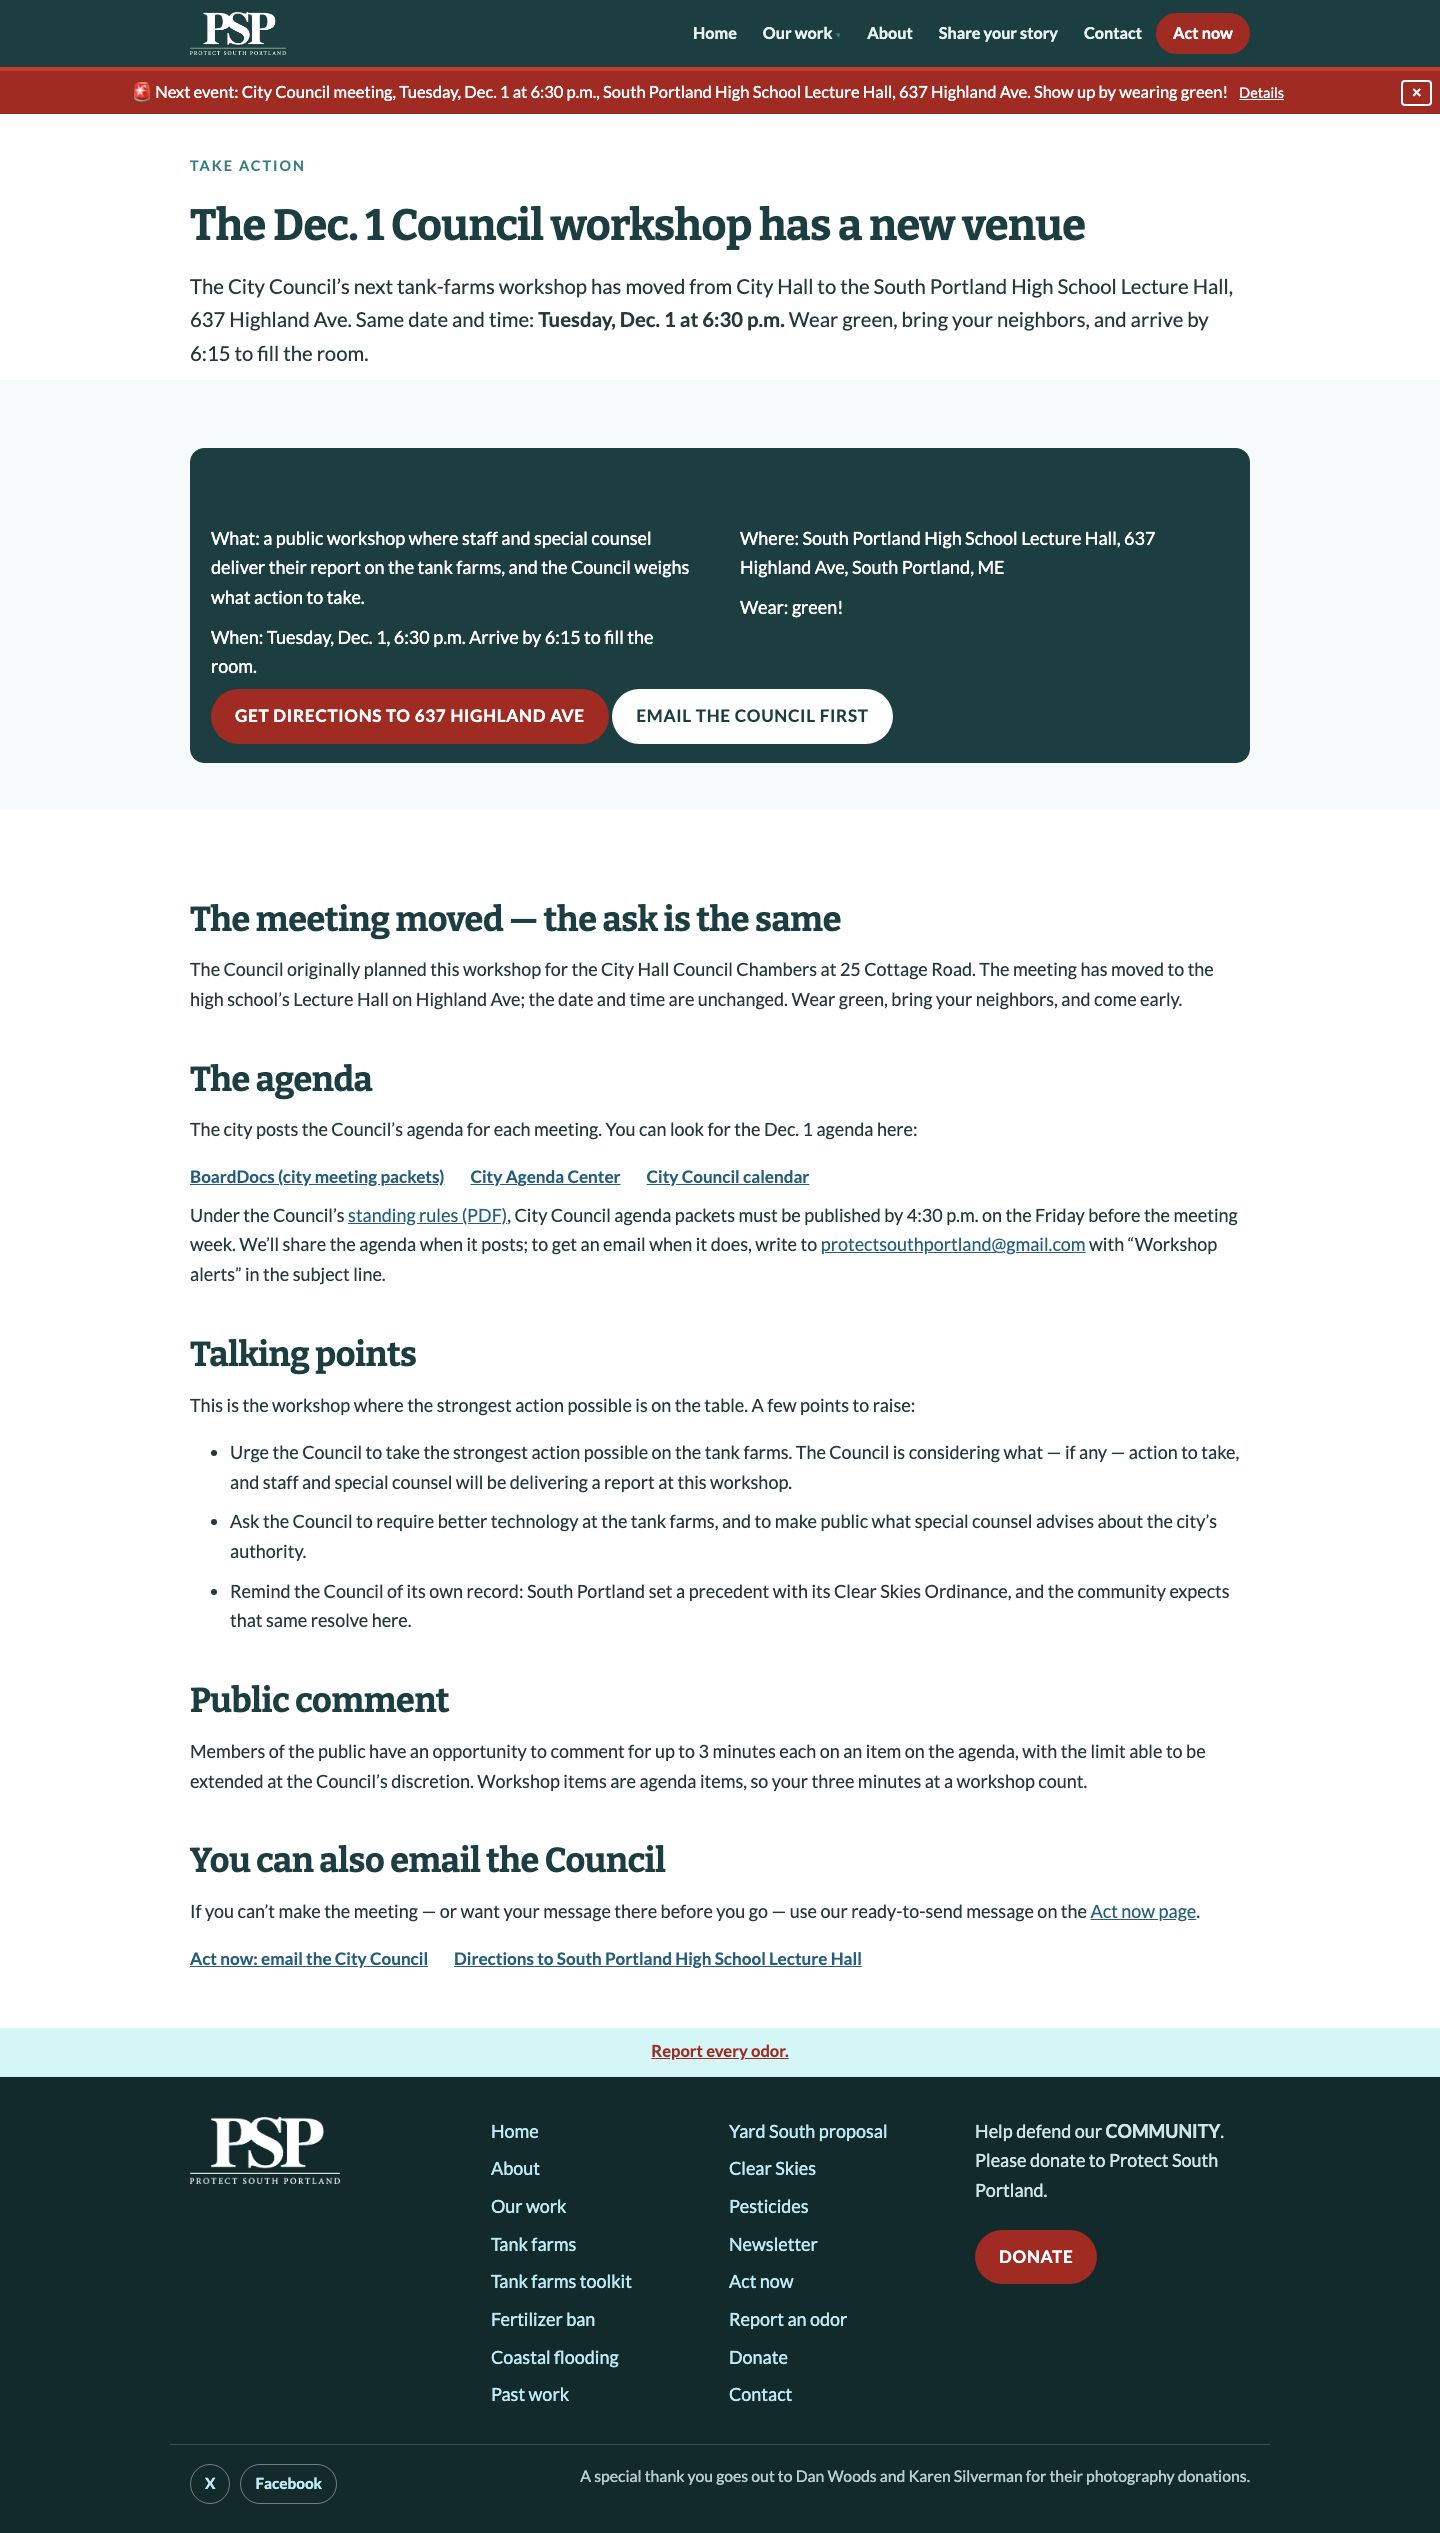 PSP
PROTECT SOUTH PORTLAND
Home
Our work
About
Share your story
Contact
Act now
🚨 Next event: City Council meeting, Tuesday, Dec. 1 at 6:30 p.m., South Portland High School Lecture Hall, 637 Highland Ave. Show up by wearing green! Details
×
TAKE ACTION
The Dec. 1 Council workshop has a new venue
The City Council’s next tank-farms workshop has moved from City Hall to the South Portland High School Lecture Hall,
637 Highland Ave. Same date and time: Tuesday, Dec. 1 at 6:30 p.m. Wear green, bring your neighbors, and arrive by
6:15 to fill the room.
What: a public workshop where staff and special counsel
deliver their report on the tank farms, and the Council weighs
what action to take.
When: Tuesday, Dec. 1, 6:30 p.m. Arrive by 6:15 to fill the
room.
Where: South Portland High School Lecture Hall, 637
Highland Ave, South Portland, ME
Wear: green!
GET DIRECTIONS TO 637 HIGHLAND AVE
EMAIL THE COUNCIL FIRST
The meeting moved — the ask is the same
The Council originally planned this workshop for the City Hall Council Chambers at 25 Cottage Road. The meeting has moved to the
high school’s Lecture Hall on Highland Ave; the date and time are unchanged. Wear green, bring your neighbors, and come early.
The agenda
The city posts the Council’s agenda for each meeting. You can look for the Dec. 1 agenda here:
BoardDocs (city meeting packets) City Agenda Center City Council calendar
Under the Council’s standing rules (PDF), City Council agenda packets must be published by 4:30 p.m. on the Friday before the meeting
week. We’ll share the agenda when it posts; to get an email when it does, write to protectsouthportland@gmail.com with “Workshop
alerts” in the subject line.
Talking points
This is the workshop where the strongest action possible is on the table. A few points to raise:
• Urge the Council to take the strongest action possible on the tank farms. The Council is considering what — if any — action to take,
and staff and special counsel will be delivering a report at this workshop.
• Ask the Council to require better technology at the tank farms, and to make public what special counsel advises about the city’s
authority.
• Remind the Council of its own record: South Portland set a precedent with its Clear Skies Ordinance, and the community expects
that same resolve here.
Public comment
Members of the public have an opportunity to comment for up to 3 minutes each on an item on the agenda, with the limit able to be
extended at the Council’s discretion. Workshop items are agenda items, so your three minutes at a workshop count.
You can also email the Council
If you can’t make the meeting — or want your message there before you go — use our ready-to-send message on the Act now page.
Act now: email the City Council Directions to South Portland High School Lecture Hall
Report every odor.
PSP
PROTECT SOUTH PORTLAND
Home
About
Our work
Tank farms
Tank farms toolkit
Fertilizer ban
Coastal flooding
Past work
Yard South proposal
Clear Skies
Pesticides
Newsletter
Act now
Report an odor
Donate
Contact
Help defend our COMMUNITY.
Please donate to Protect South
Portland.
DONATE
X
Facebook
A special thank you goes out to Dan Woods and Karen Silverman for their photography donations.